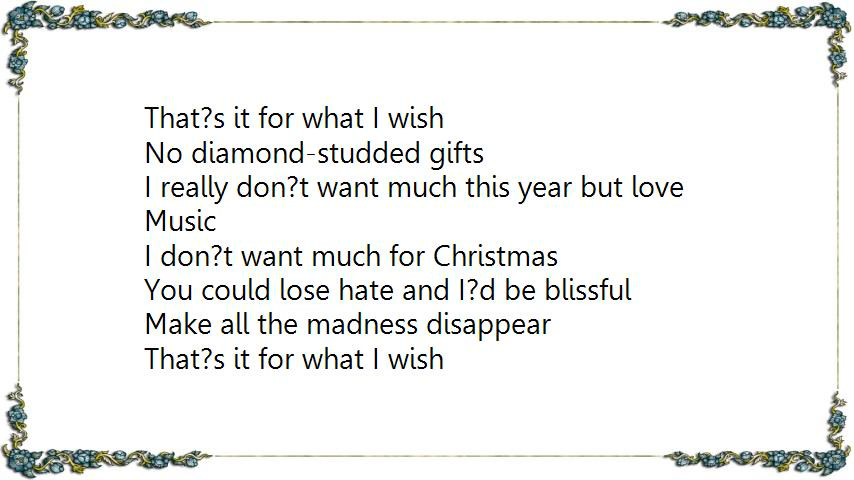 That?s it for what I wish
No diamond-studded gifts
I really don?t want much this year but love
Music
I don?t want much for Christmas
You could lose hate and I?d be blissful
Make all the madness disappear
That?s it for what I wish